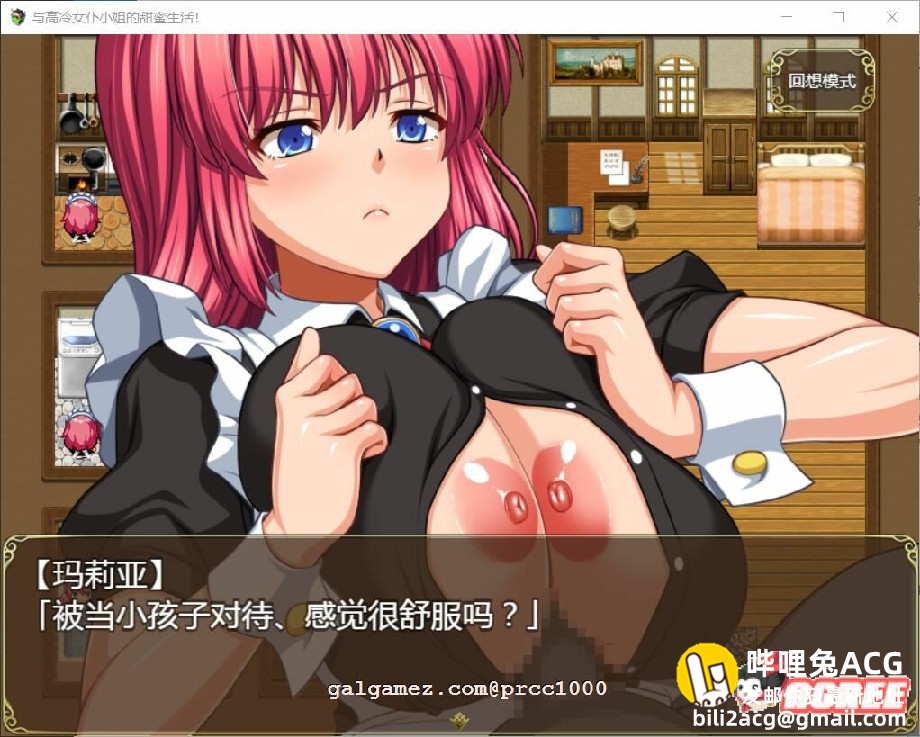 与高冷女仆小姐的甜蜜生活!
回想模式
【玛莉亚】
「被当小孩子对待、感觉很舒服吗？」
galgamez.com@prcc1000
哔哩兔ACG
bili2acg@gmail.com